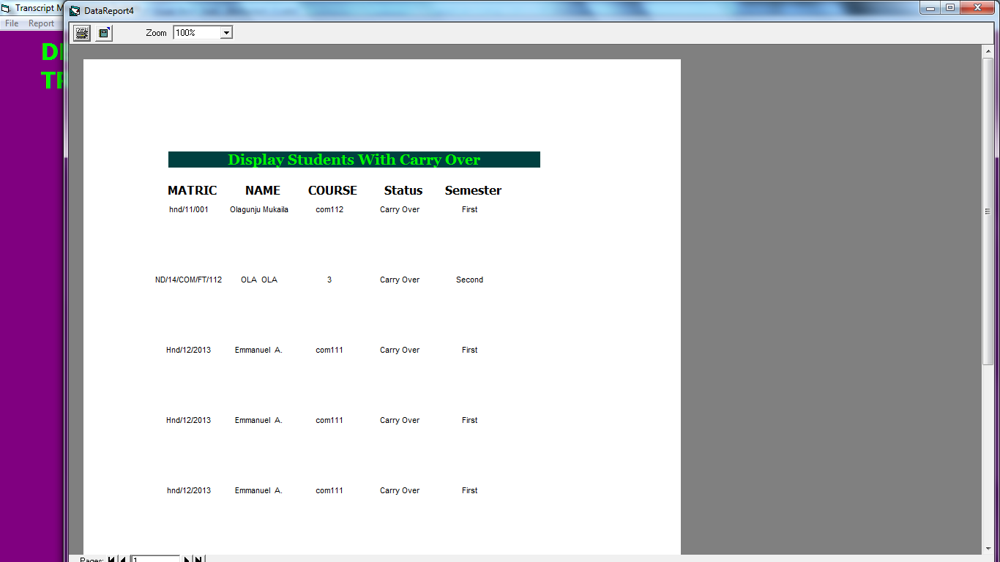 Transcript M
DataReport4
File Report
Zoom 100%
DI
TR
Display Students With Carry Over
MATRIC NAME COURSE Status Semester
hnd/11/001 Olagunju Mukaila com112 Carry Over First
ND/14/COM/FT/112 OLA OLA 3 Carry Over Second
Hnd/12/2013 Emmanuel A. com111 Carry Over First
Hnd/12/2013 Emmanuel A. com111 Carry Over First
hnd/12/2013 Emmanuel A. com111 Carry Over First
Pages: 1